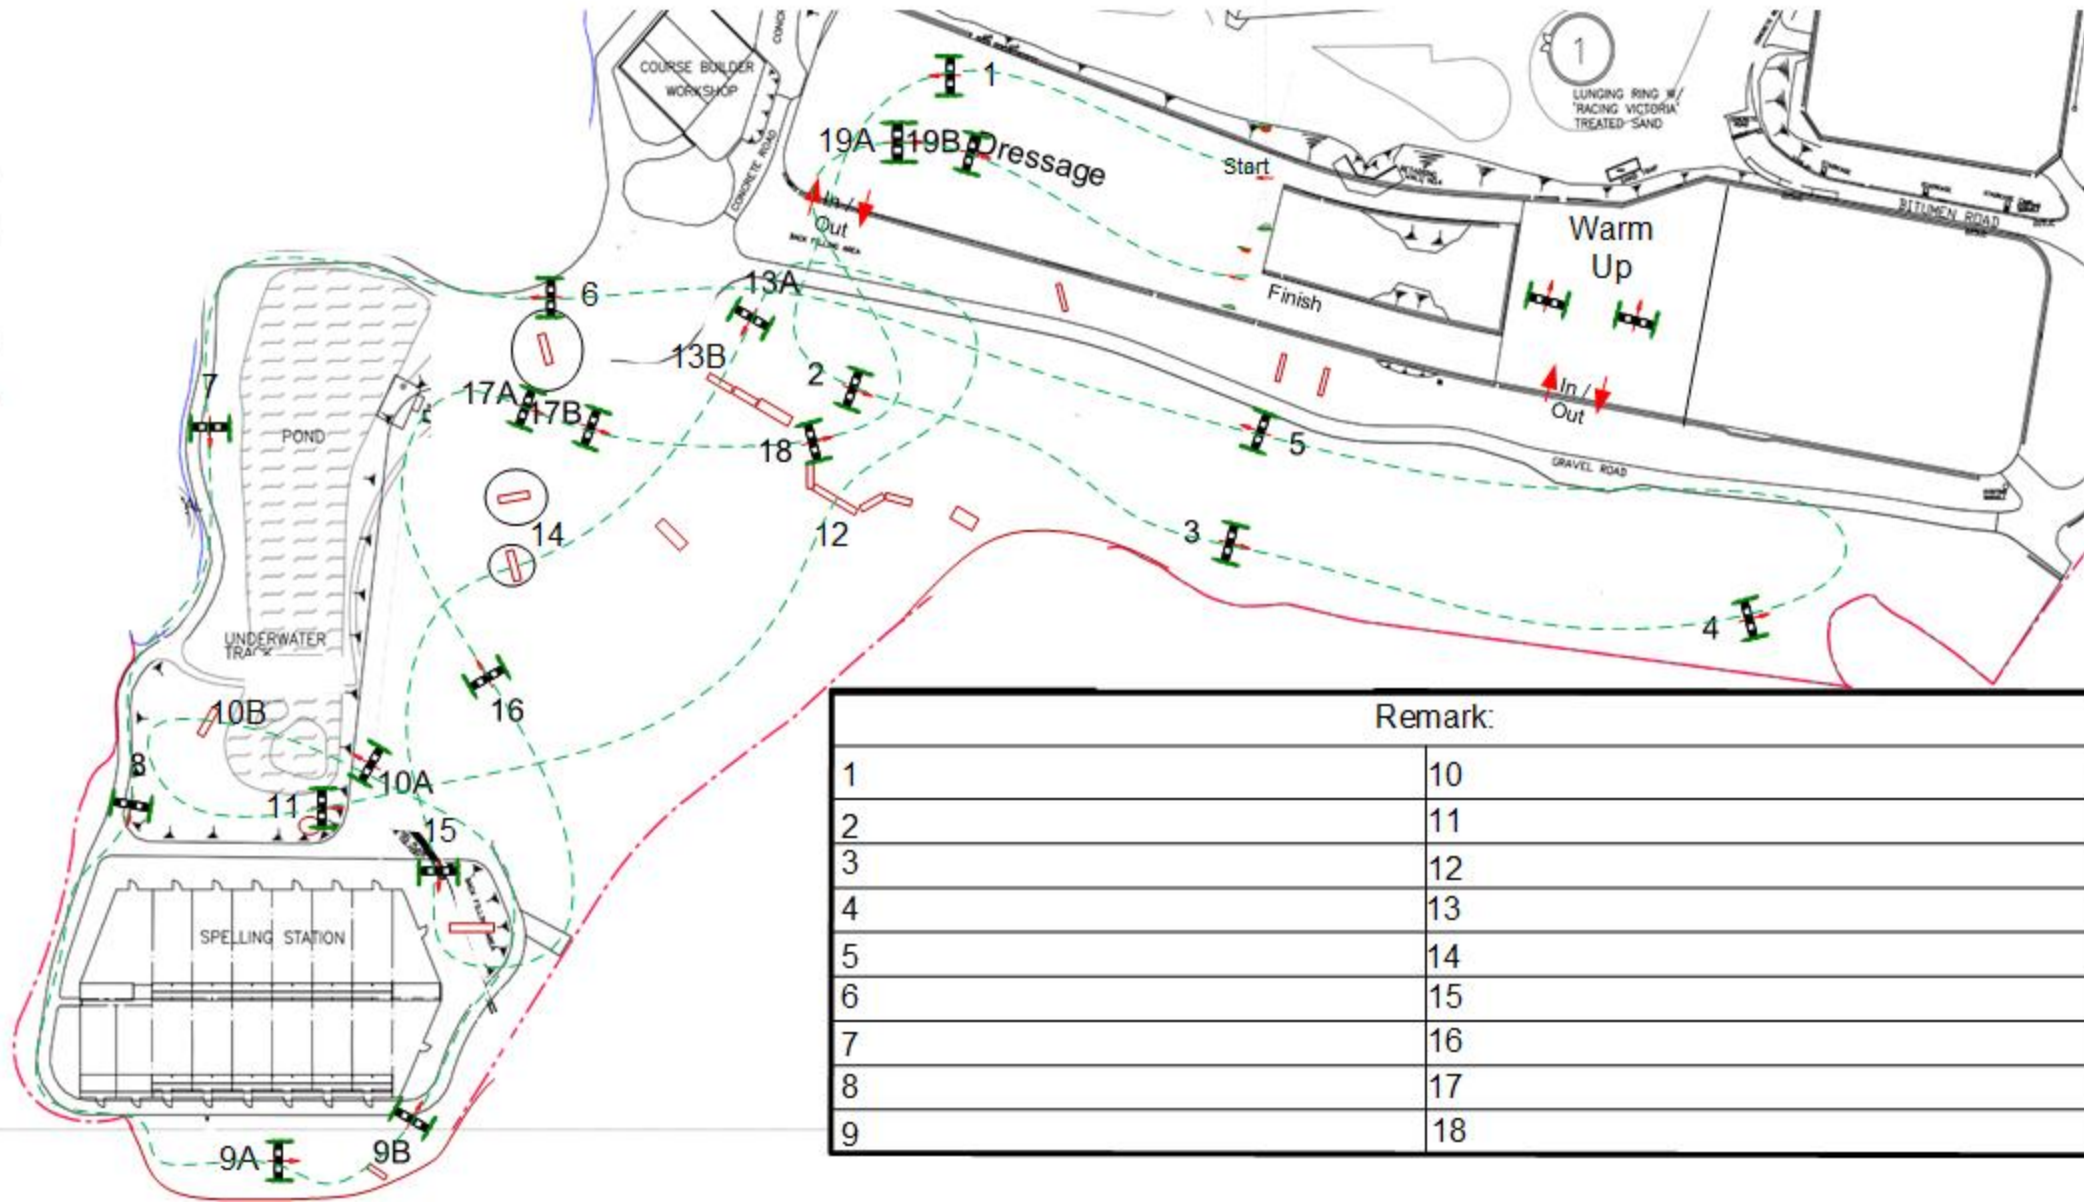 COURSE BUILDER
WORKSHOP
CONCRETE ROAD
1
LUNGING RING W/
'RACING VICTORIA'
TREATED SAND
1
19A
19B
Dressage
Start
In /
Out
BACK FILLING AREA
Warm
Up
BITUMEN ROAD
13A
6
Finish
13B
2
7
17A
17B
In /
Out
POND
18
5
GRAVEL ROAD
14
12
3
UNDERWATER
TRACK
4
16
10B
8
10A
11
15
SPELLING STATION
9A
9B
Remark:
1 10
2 11
3 12
4 13
5 14
6 15
7 16
8 17
9 18